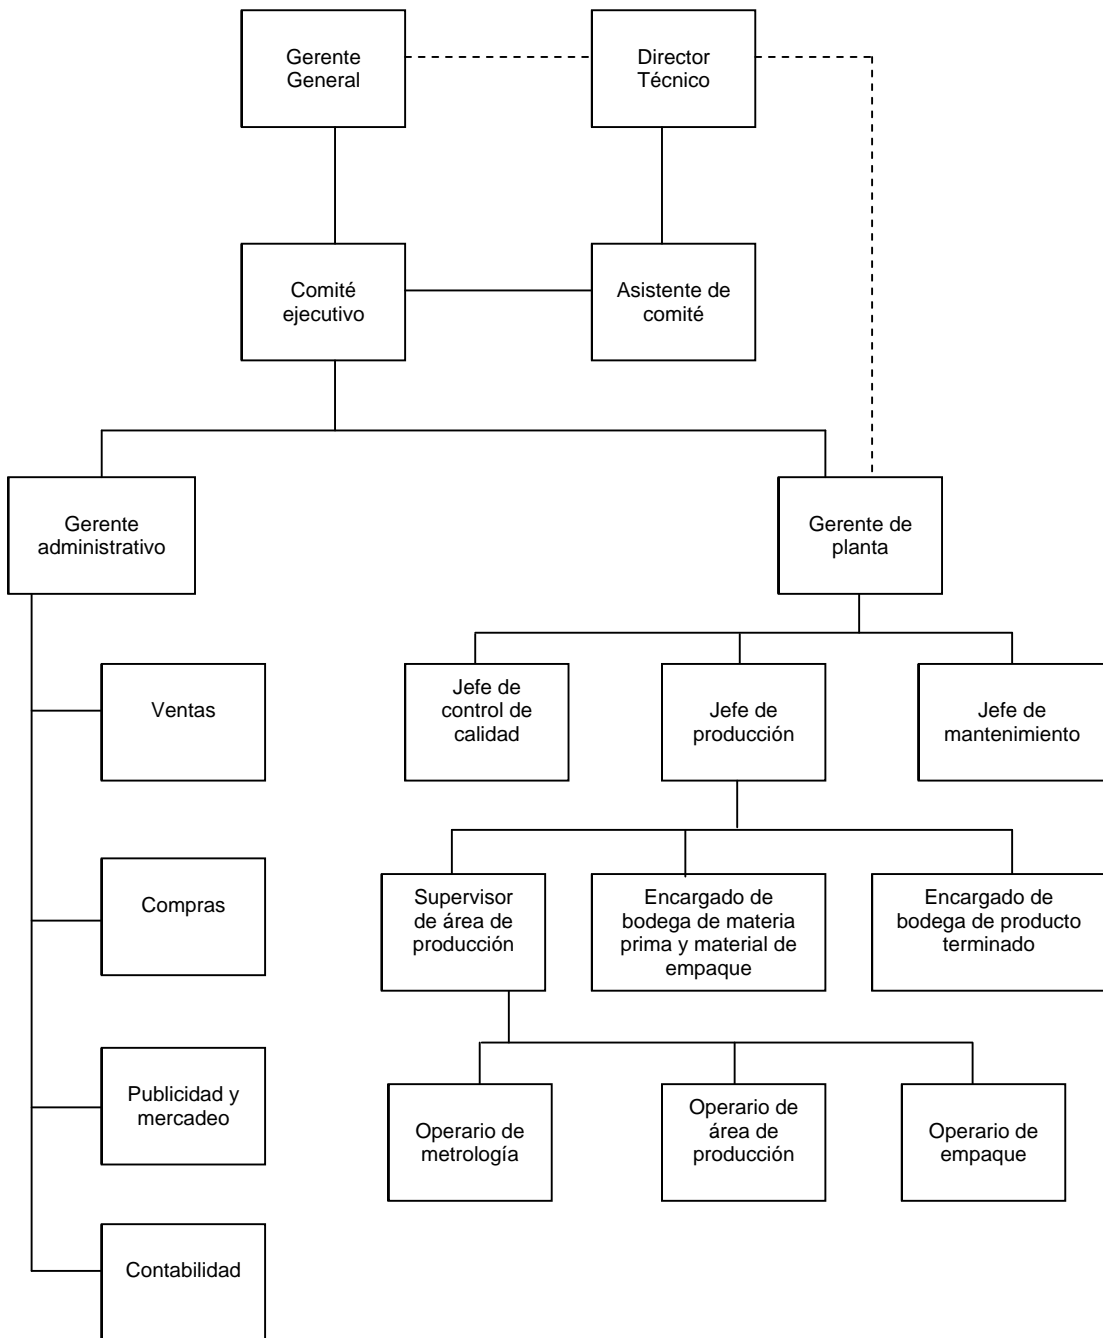 Gerente
General
Director
Técnico
Comité
ejecutivo
Asistente de
comité
Gerente
administrativo
Gerente de
planta
Ventas
Jefe de
control de
calidad
Jefe de
producción
Jefe de
mantenimiento
Compras
Supervisor
de área de
producción
Encargado de
bodega de materia
prima y material de
empaque
Encargado de
bodega de producto
terminado
Publicidad y
mercadeo
Operario de
metrología
Operario de
área de
producción
Operario de
empaque
Contabilidad